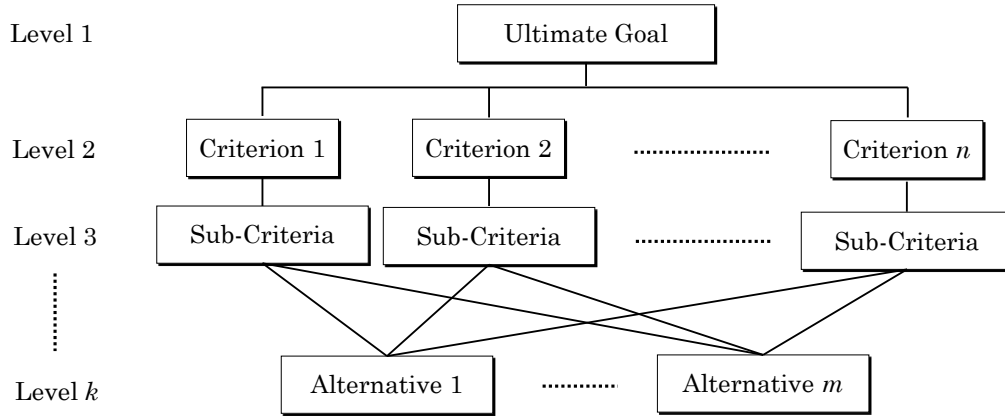 Level 1
Ultimate Goal
Level 2
Criterion 1
Criterion 2
Criterion n
Level 3
Sub-Criteria
Sub-Criteria
Sub-Criteria
Level k
Alternative 1
Alternative m